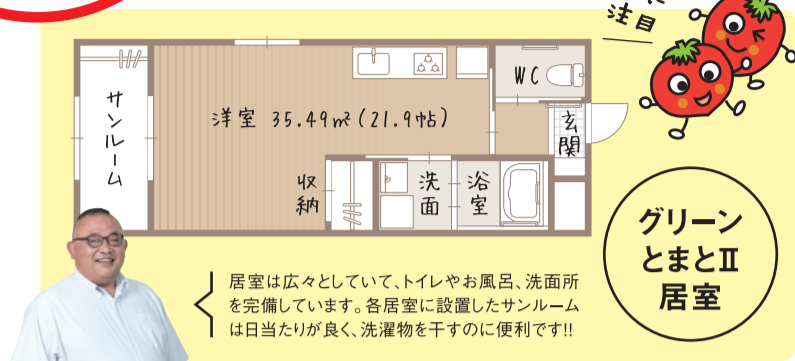 注目
サンルーム
洋室 35.49㎡(21.9帖)
WC
玄関
収納
洗面
浴室
グリーン
とまとⅡ
居室
居室は広々としていて、トイレやお風呂、洗面所
を完備しています。各居室に設置したサンルーム
は日当たりが良く、洗濯物を干すのに便利です!!